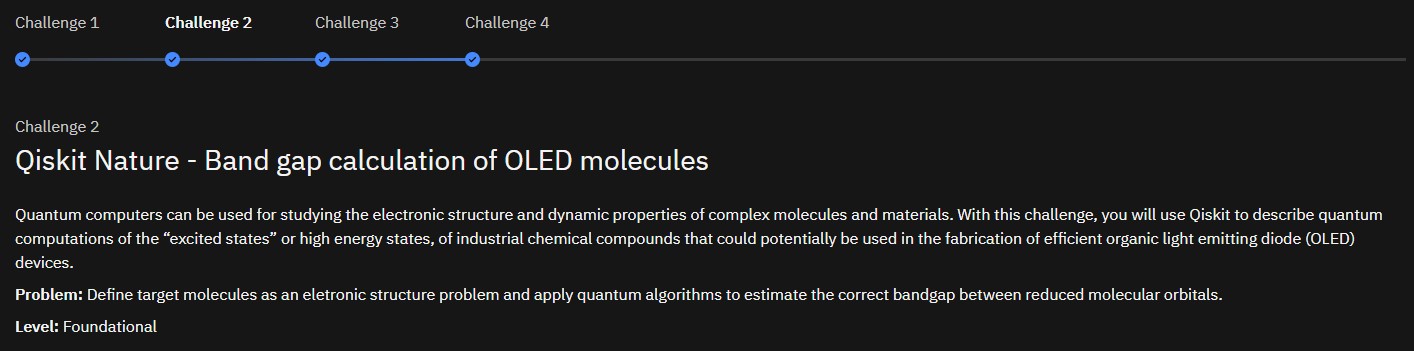 Challenge 1
Challenge 2
Challenge 3
Challenge 4
Challenge 2
Qiskit Nature - Band gap calculation of OLED molecules
Quantum computers can be used for studying the electronic structure and dynamic properties of complex molecules and materials. With this challenge, you will use Qiskit to describe quantum
computations of the “excited states” or high energy states, of industrial chemical compounds that could potentially be used in the fabrication of efficient organic light emitting diode (OLED)
devices.
Problem: Define target molecules as an eletronic structure problem and apply quantum algorithms to estimate the correct bandgap between reduced molecular orbitals.
Level: Foundational